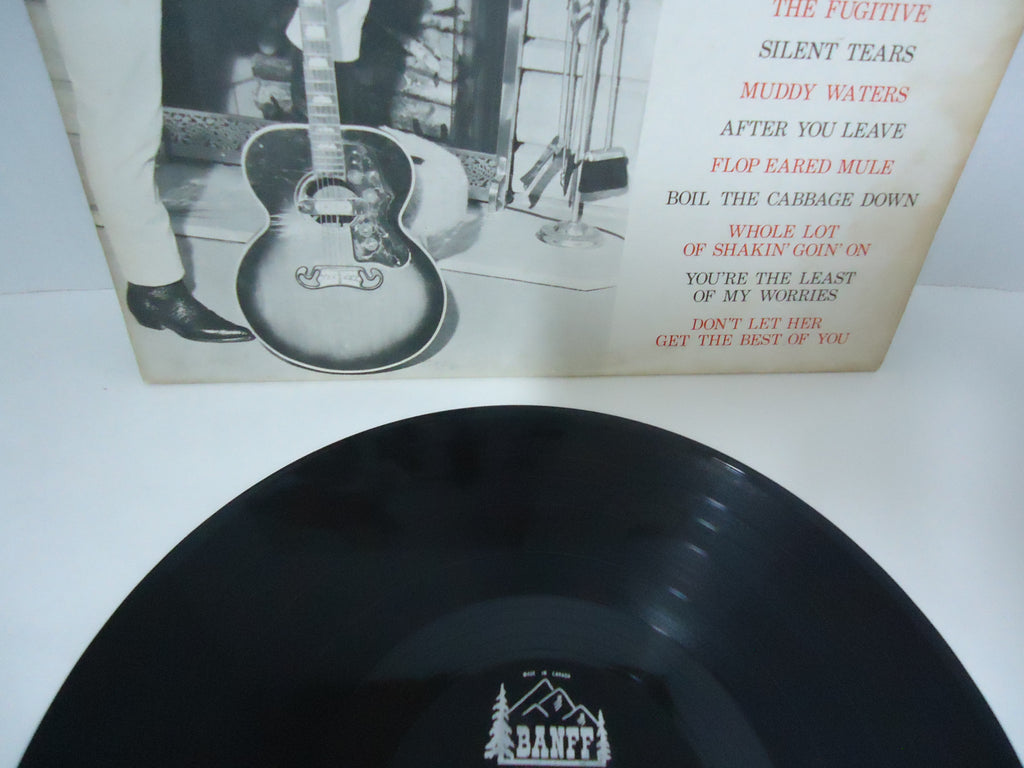 THE FUGITIVE
SILENT TEARS
MUDDY WATERS
AFTER YOU LEAVE
FLOP EARED MULE
BOIL THE CABBAGE DOWN
WHOLE LOT
OF SHAKIN' GOIN' ON
YOU'RE THE LEAST
OF MY WORRIES
DON'T LET HER
GET THE BEST OF YOU
MADE IN CANADA
BANFF